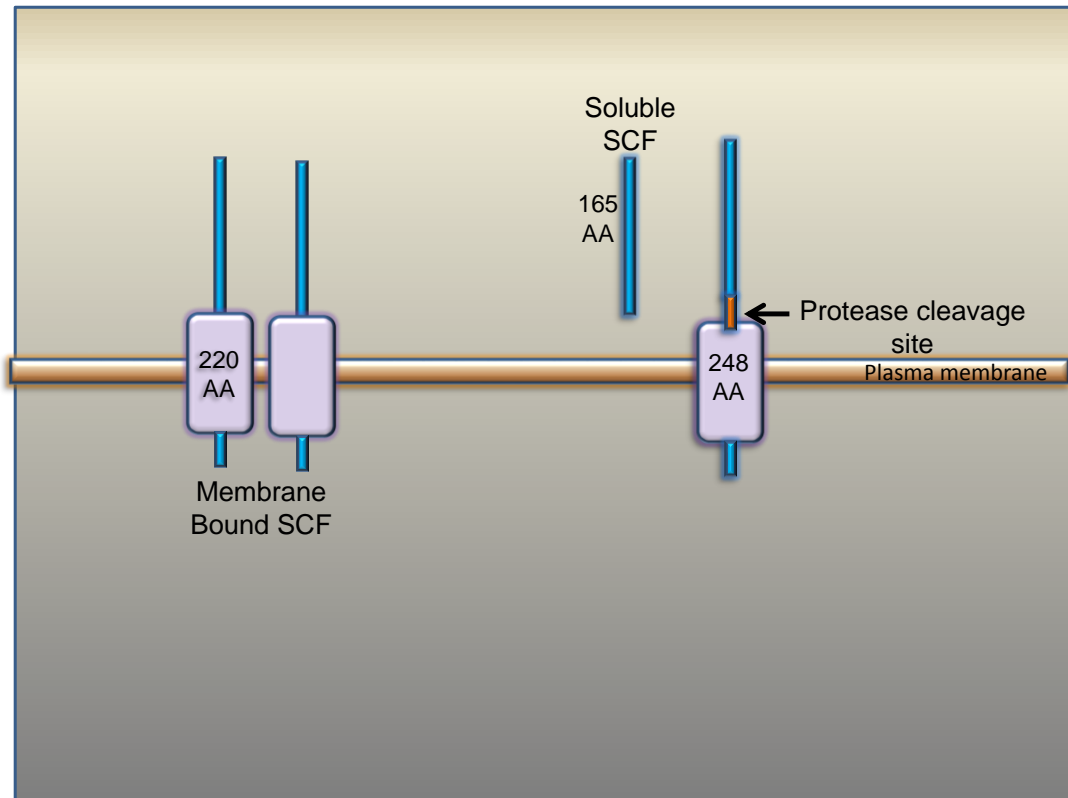 Soluble
SCF
165
AA
220
AA
Membrane
Bound SCF
248
AA
Protease cleavage
site
Plasma membrane